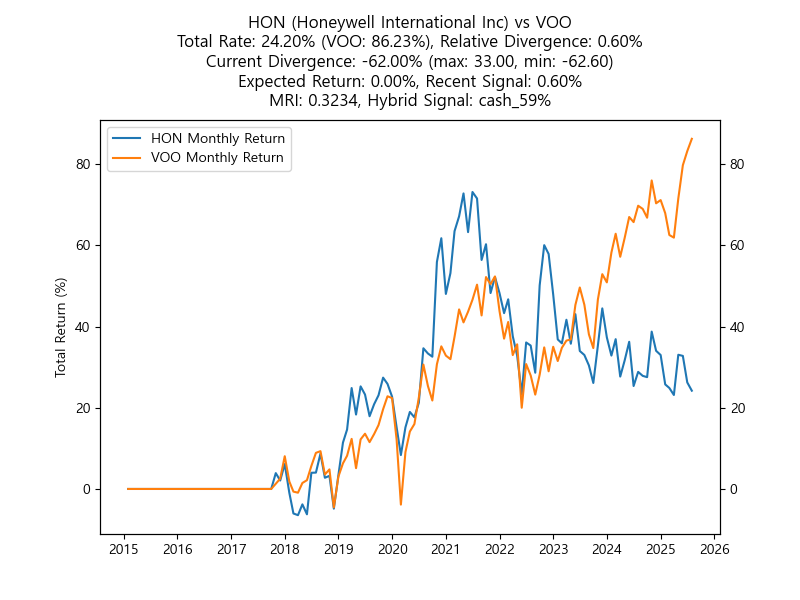 HON (Honeywell International Inc) vs VOO
Total Rate: 24.20% (VOO: 86.23%), Relative Divergence: 0.60%
Current Divergence: -62.00% (max: 33.00, min: -62.60)
Expected Return: 0.00%, Recent Signal: 0.60%
MRI: 0.3234, Hybrid Signal: cash_59%
HON Monthly Return
VOO Monthly Return
Total Return (%)
80
60
40
20
0
80
60
40
20
0
2015 2016 2017 2018 2019 2020 2021 2022 2023 2024 2025 2026